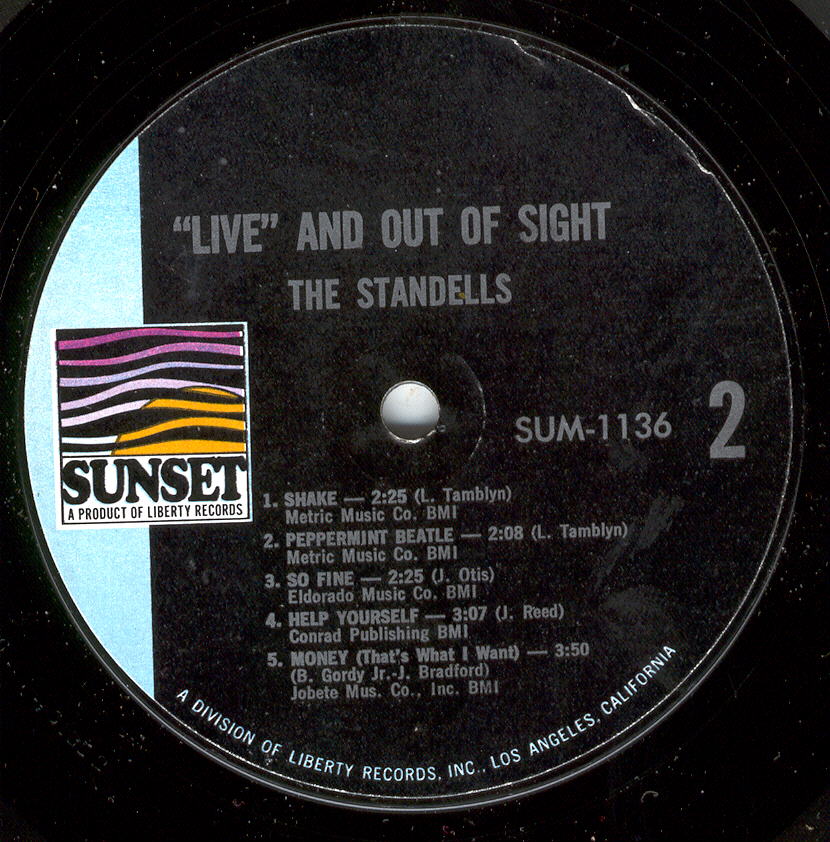 “LIVE” AND OUT OF SIGHT
THE STANDELLS
SUM-1136
2
SUNSET
A PRODUCT OF LIBERTY RECORDS
1. SHAKE — 2:25 (L. Tamblyn)
Metric Music Co. BMI
2. PEPPERMINT BEATLE — 2:08 (L. Tamblyn)
Metric Music Co. BMI
3. SO FINE — 2:25 (J. Otis)
Eldorado Music Co. BMI
4. HELP YOURSELF — 3:07 (J. Reed)
Conrad Publishing BMI
5. MONEY (That's What I Want) — 3:50
(B. Gordy Jr.-J. Bradford)
Jobete Mus. Co., Inc. BMI
A DIVISION OF LIBERTY RECORDS, INC., LOS ANGELES, CALIFORNIA